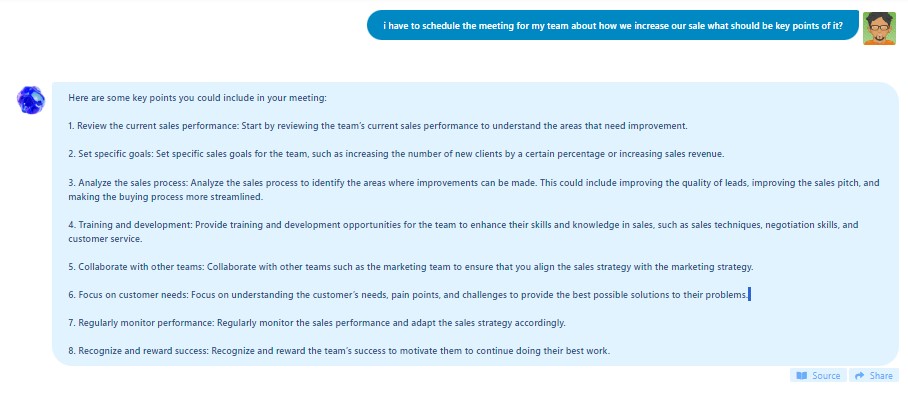 i have to schedule the meeting for my team about how we increase our sale what should be key points of it?
Here are some key points you could include in your meeting:
1. Review the current sales performance: Start by reviewing the team's current sales performance to understand the areas that need improvement.
2. Set specific goals: Set specific sales goals for the team, such as increasing the number of new clients by a certain percentage or increasing sales revenue.
3. Analyze the sales process: Analyze the sales process to identify the areas where improvements can be made. This could include improving the quality of leads, improving the sales pitch, and
making the buying process more streamlined.
4. Training and development: Provide training and development opportunities for the team to enhance their skills and knowledge in sales, such as sales techniques, negotiation skills, and
customer service.
5. Collaborate with other teams: Collaborate with other teams such as the marketing team to ensure that you align the sales strategy with the marketing strategy.
6. Focus on customer needs: Focus on understanding the customer's needs, pain points, and challenges to provide the best possible solutions to their problems.
7. Regularly monitor performance: Regularly monitor the sales performance and adapt the sales strategy accordingly.
8. Recognize and reward success: Recognize and reward the team's success to motivate them to continue doing their best work.
Source Share